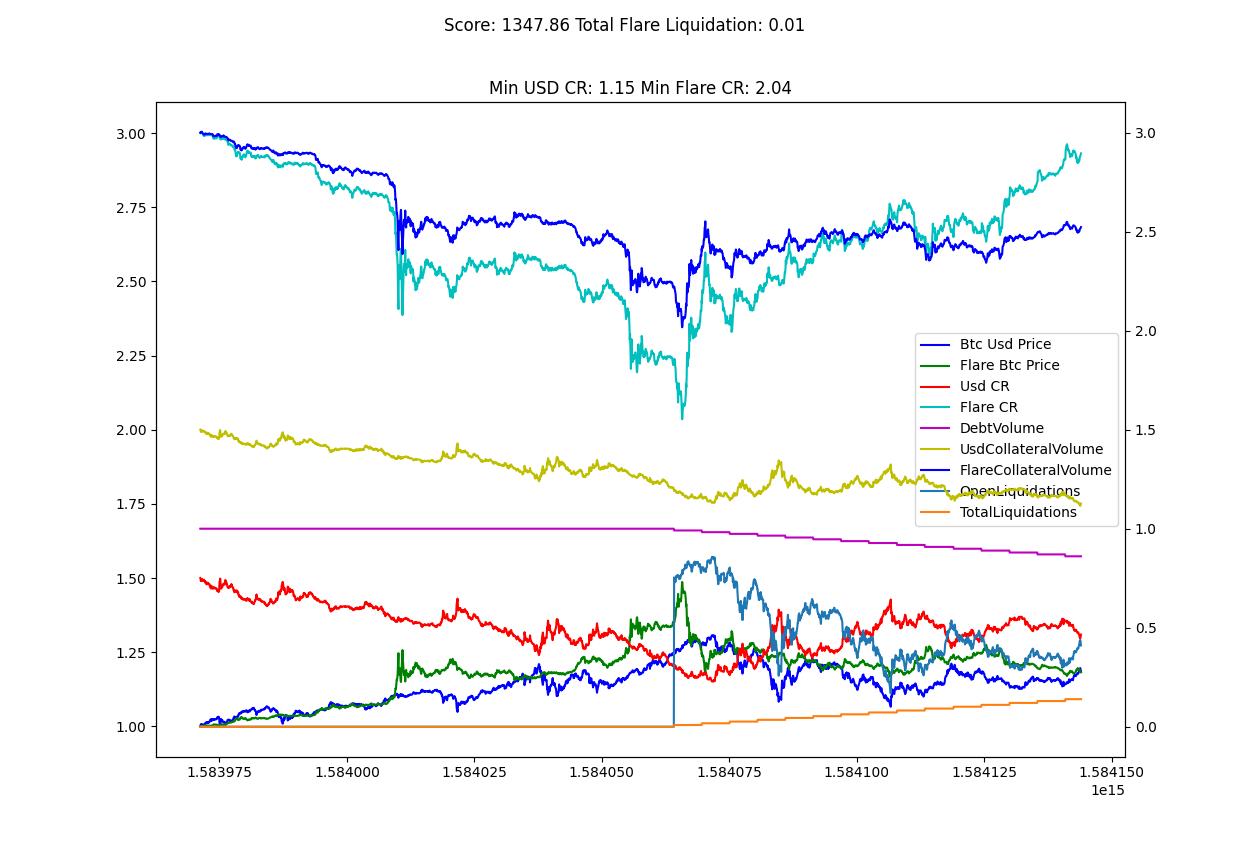 Score: 1347.86 Total Flare Liquidation: 0.01
Min USD CR: 1.15 Min Flare CR: 2.04
3.00
2.75
2.50
2.25
2.00
1.75
1.50
1.25
1.00
3.0
2.5
2.0
1.5
1.0
0.5
0.0
Btc Usd Price
Flare Btc Price
Usd CR
Flare CR
DebtVolume
UsdCollateralVolume
FlareCollateralVolume
OpenLiquidations
TotalLiquidations
1.583975 1.584000 1.584025 1.584050 1.584075 1.584100 1.584125 1.584150
1e15